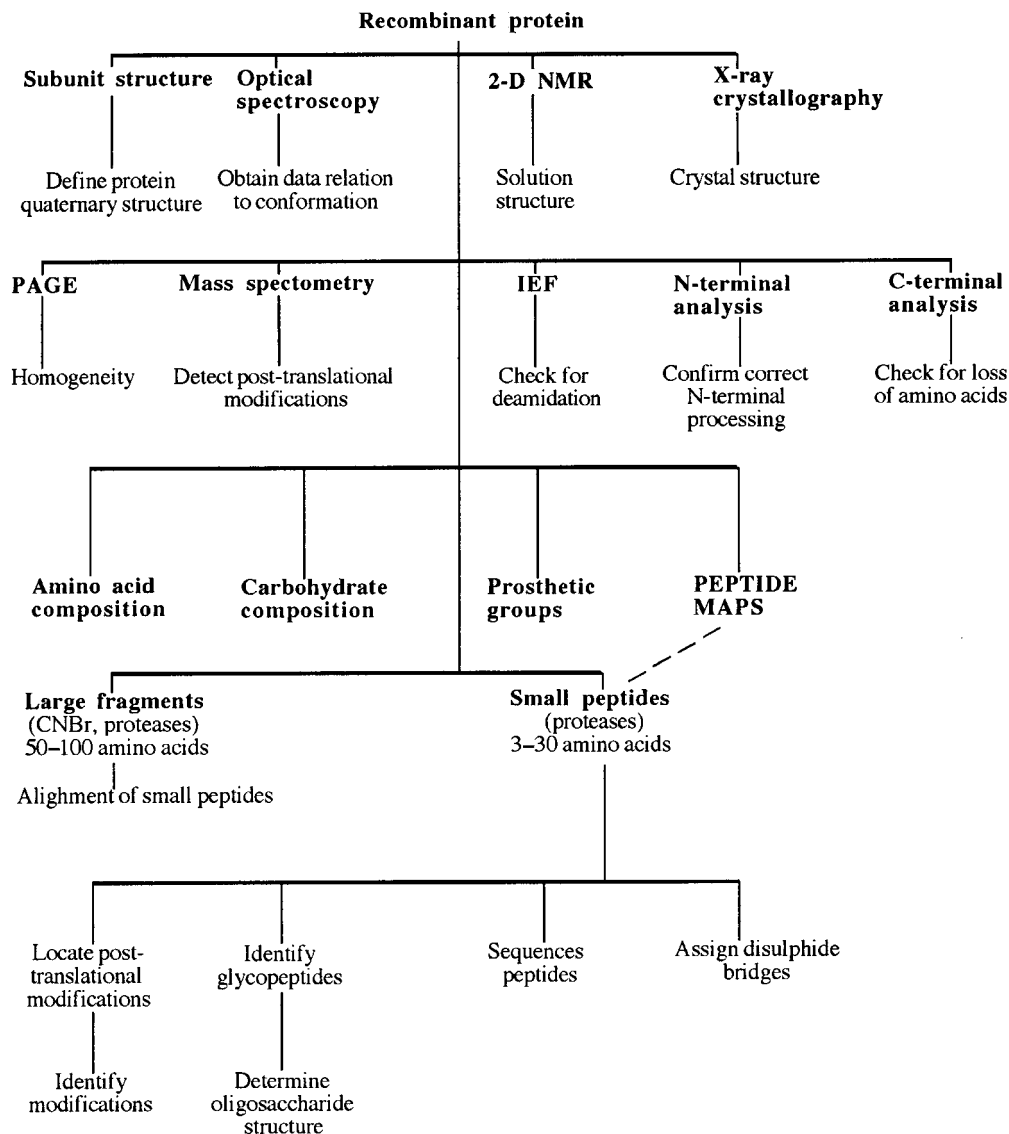 Recombinant protein
Subunit structure
Optical
spectroscopy
2-D NMR
X-ray
crystallography
Define protein
quaternary structure
Obtain data relation
to conformation
Solution
structure
Crystal structure
PAGE
Mass spectometry
IEF
N-terminal
analysis
C-terminal
analysis
Homogeneity
Detect post-translational
modifications
Check for
deamidation
Confirm correct
N-terminal
processing
Check for loss
of amino acids
Amino acid
composition
Carbohydrate
composition
Prosthetic
groups
PEPTIDE
MAPS
Large fragments
(CNBr, proteases)
50–100 amino acids
Small peptides
(proteases)
3–30 amino acids
Alighment of small peptides
Locate post-
translational
modifications
Identify
glycopeptides
Sequences
peptides
Assign disulphide
bridges
Identify
modifications
Determine
oligosaccharide
structure